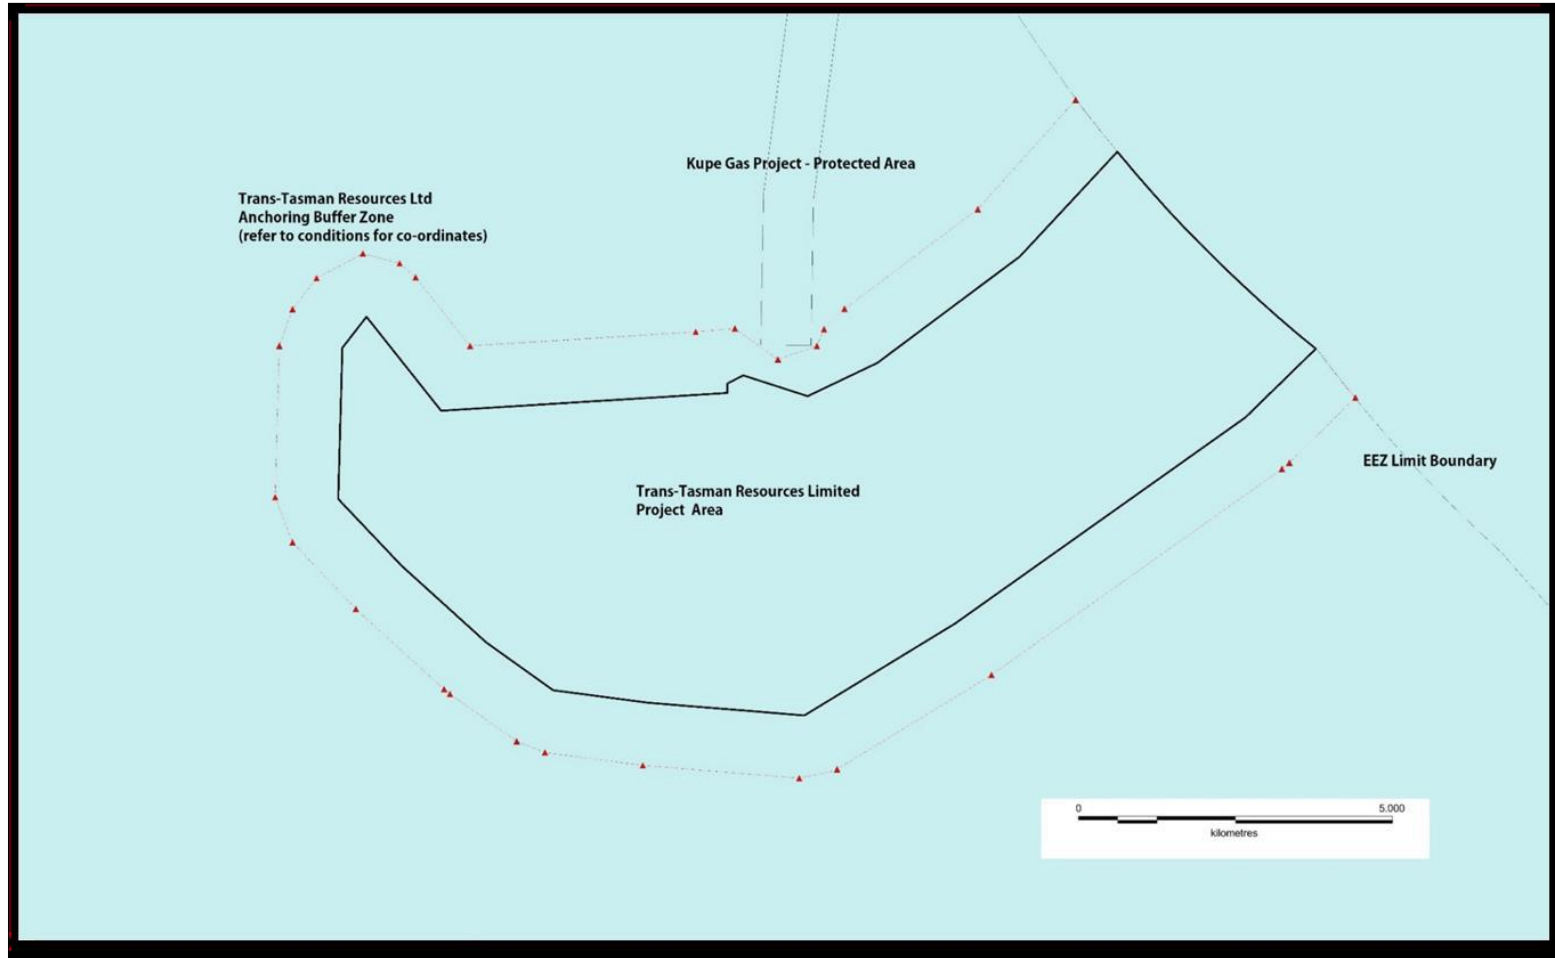 Kupe Gas Project - Protected Area
Trans-Tasman Resources Ltd
Anchoring Buffer Zone
(refer to conditions for co-ordinates)
EEZ Limit Boundary
Trans-Tasman Resources Limited
Project Area
0 5.000
kilometres